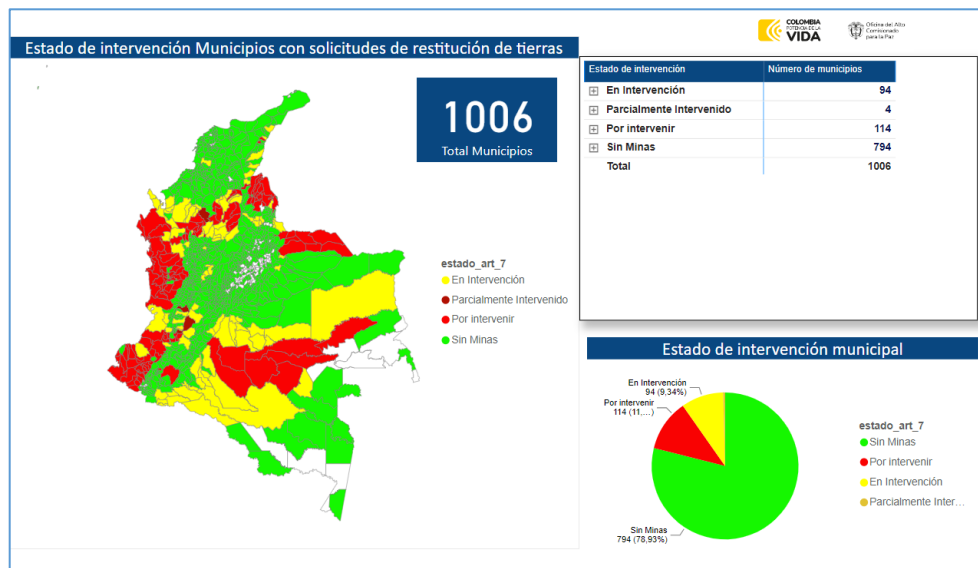 COLOMBIA
POTENCIA DE LA
VIDA
Oficina del Alto
Comisionado
para la Paz
Estado de intervención Municipios con solicitudes de restitución de tierras
1006
Total Municipios
Estado de intervención Número de municipios
En Intervención 94
Parcialmente Intervenido 4
Por intervenir 114
Sin Minas 794
Total 1006
estado_art_7
En Intervención
Parcialmente Intervenido
Por intervenir
Sin Minas
Estado de intervención municipal
En Intervención
94 (9,34%)
Por intervenir
114 (11....)
Sin Minas
794 (78,93%)
estado_art_7
Sin Minas
Por intervenir
En Intervención
Parcialmente Inter...